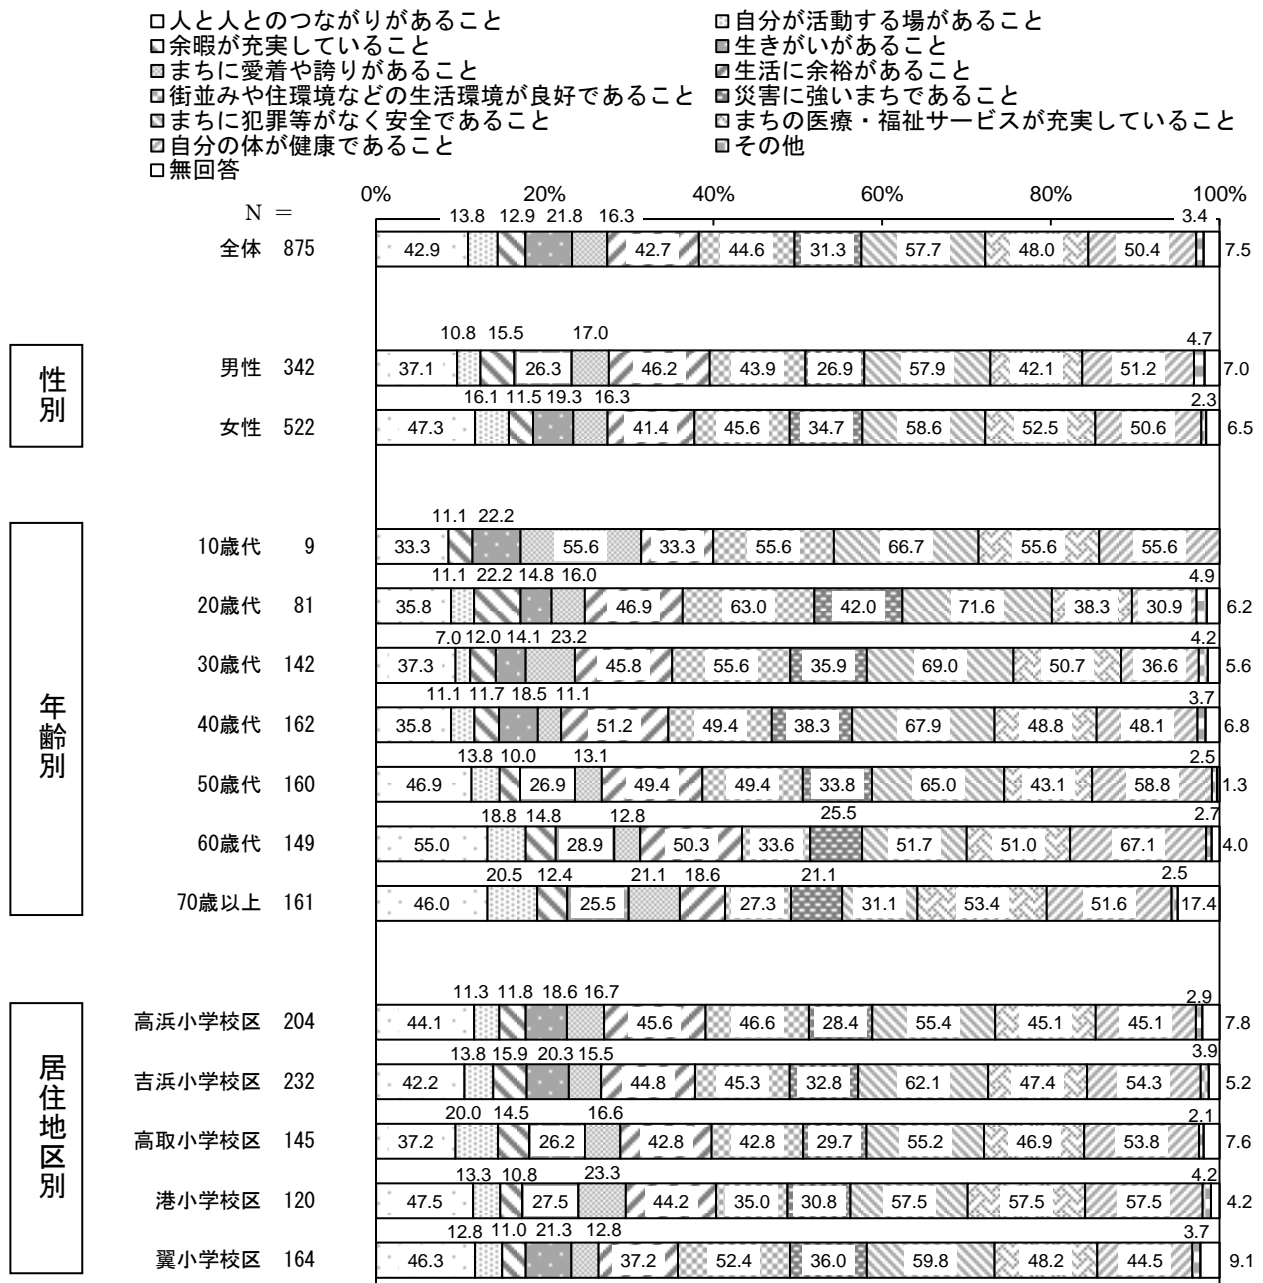 □人と人とのつながりがあること　自分が活動する場があること
余暇が充実していること　生きがいがあること
まちに愛着や誇りがあること　生活に余裕があること
街並みや住環境などの生活環境が良好であること　災害に強いまちであること
まちに犯罪等がなく安全であること　まちの医療・福祉サービスが充実していること
自分の体が健康であること　その他
□無回答
0% 20% 40% 60% 80% 100%
N =
13.8 12.9 21.8 16.3 3.4
全体 875 42.9 42.7 44.6 31.3 57.7 48.0 50.4 7.5
性別
10.8 15.5 17.0 4.7
男性 342 37.1 26.3 46.2 43.9 26.9 57.9 42.1 51.2 7.0
16.1 11.5 19.3 16.3 2.3
女性 522 47.3 41.4 45.6 34.7 58.6 52.5 50.6 6.5
年齢別
11.1 22.2
10歳代 9 33.3 55.6 33.3 55.6 66.7 55.6 55.6
11.1 22.2 14.8 16.0 4.9
20歳代 81 35.8 46.9 63.0 42.0 71.6 38.3 30.9 6.2
7.0 12.0 14.1 23.2 4.2
30歳代 142 37.3 45.8 55.6 35.9 69.0 50.7 36.6 5.6
11.1 11.7 18.5 11.1 3.7
40歳代 162 35.8 51.2 49.4 38.3 67.9 48.8 48.1 6.8
13.8 10.0 13.1 2.5
50歳代 160 46.9 26.9 49.4 49.4 33.8 65.0 43.1 58.8 1.3
18.8 14.8 12.8 25.5 2.7
60歳代 149 55.0 28.9 50.3 33.6 51.7 51.0 67.1 4.0
20.5 12.4 21.1 18.6 21.1 2.5
70歳以上 161 46.0 25.5 27.3 31.1 53.4 51.6 17.4
居住地区別
11.3 11.8 18.6 16.7 2.9
高浜小学校区 204 44.1 45.6 46.6 28.4 55.4 45.1 45.1 7.8
13.8 15.9 20.3 15.5 3.9
吉浜小学校区 232 42.2 44.8 45.3 32.8 62.1 47.4 54.3 5.2
20.0 14.5 16.6 2.1
高取小学校区 145 37.2 26.2 42.8 42.8 29.7 55.2 46.9 53.8 7.6
13.3 10.8 23.3 4.2
港小学校区 120 47.5 27.5 44.2 35.0 30.8 57.5 57.5 57.5 4.2
12.8 11.0 21.3 12.8 3.7
翼小学校区 164 46.3 37.2 52.4 36.0 59.8 48.2 44.5 9.1